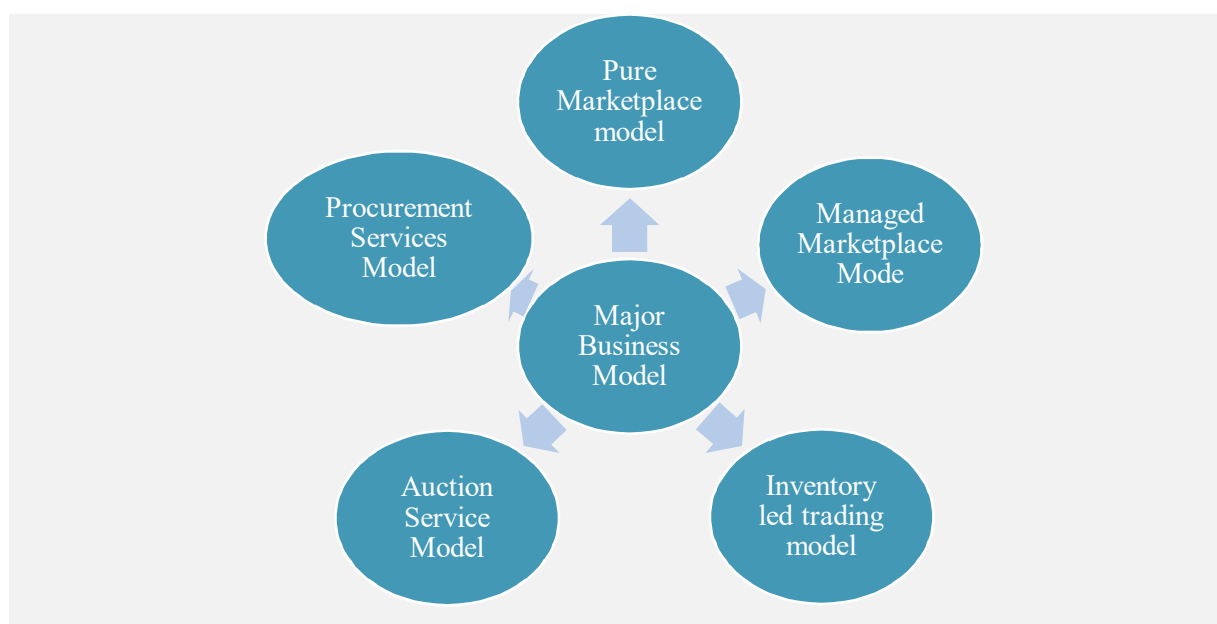 Pure
Marketplace
model
Procurement
Services
Model
Managed
Marketplace
Mode
Major
Business
Model
Auction
Service
Model
Inventory
led trading
model